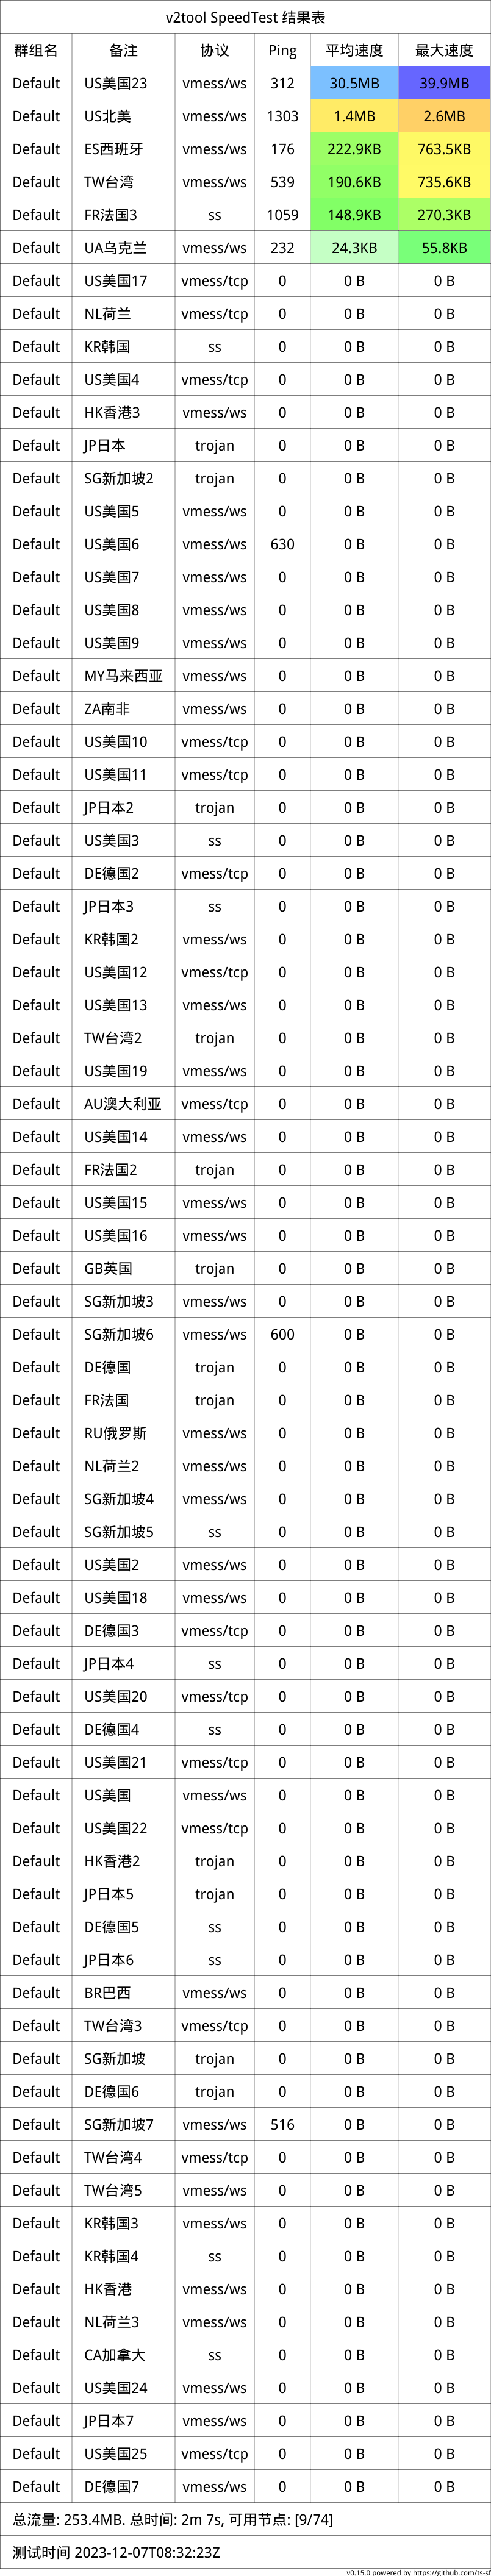 v2tool SpeedTest 结果表
群组名 备注 协议 Ping 平均速度 最大速度
Default US美国23 vmess/ws 312 30.5MB 39.9MB
Default US北美 vmess/ws 1303 1.4MB 2.6MB
Default ES西班牙 vmess/ws 176 222.9KB 763.5KB
Default TW台湾 vmess/ws 539 190.6KB 735.6KB
Default FR法国3 ss 1059 148.9KB 270.3KB
Default UA乌克兰 vmess/ws 232 24.3KB 55.8KB
Default US美国17 vmess/tcp 0 0 B 0 B
Default NL荷兰 vmess/tcp 0 0 B 0 B
Default KR韩国 ss 0 0 B 0 B
Default US美国4 vmess/tcp 0 0 B 0 B
Default HK香港3 vmess/ws 0 0 B 0 B
Default JP日本 trojan 0 0 B 0 B
Default SG新加坡2 trojan 0 0 B 0 B
Default US美国5 vmess/ws 0 0 B 0 B
Default US美国6 vmess/ws 630 0 B 0 B
Default US美国7 vmess/ws 0 0 B 0 B
Default US美国8 vmess/ws 0 0 B 0 B
Default US美国9 vmess/ws 0 0 B 0 B
Default MY马来西亚 vmess/ws 0 0 B 0 B
Default ZA南非 vmess/ws 0 0 B 0 B
Default US美国10 vmess/tcp 0 0 B 0 B
Default US美国11 vmess/tcp 0 0 B 0 B
Default JP日本2 trojan 0 0 B 0 B
Default US美国3 ss 0 0 B 0 B
Default DE德国2 vmess/tcp 0 0 B 0 B
Default JP日本3 ss 0 0 B 0 B
Default KR韩国2 vmess/ws 0 0 B 0 B
Default US美国12 vmess/tcp 0 0 B 0 B
Default US美国13 vmess/ws 0 0 B 0 B
Default TW台湾2 trojan 0 0 B 0 B
Default US美国19 vmess/ws 0 0 B 0 B
Default AU澳大利亚 vmess/tcp 0 0 B 0 B
Default US美国14 vmess/ws 0 0 B 0 B
Default FR法国2 trojan 0 0 B 0 B
Default US美国15 vmess/ws 0 0 B 0 B
Default US美国16 vmess/ws 0 0 B 0 B
Default GB英国 trojan 0 0 B 0 B
Default SG新加坡3 vmess/ws 0 0 B 0 B
Default SG新加坡6 vmess/ws 600 0 B 0 B
Default DE德国 trojan 0 0 B 0 B
Default FR法国 trojan 0 0 B 0 B
Default RU俄罗斯 vmess/ws 0 0 B 0 B
Default NL荷兰2 vmess/ws 0 0 B 0 B
Default SG新加坡4 vmess/ws 0 0 B 0 B
Default SG新加坡5 ss 0 0 B 0 B
Default US美国2 vmess/ws 0 0 B 0 B
Default US美国18 vmess/ws 0 0 B 0 B
Default DE德国3 vmess/tcp 0 0 B 0 B
Default JP日本4 ss 0 0 B 0 B
Default US美国20 vmess/tcp 0 0 B 0 B
Default DE德国4 ss 0 0 B 0 B
Default US美国21 vmess/tcp 0 0 B 0 B
Default US美国 vmess/ws 0 0 B 0 B
Default US美国22 vmess/tcp 0 0 B 0 B
Default HK香港2 trojan 0 0 B 0 B
Default JP日本5 trojan 0 0 B 0 B
Default DE德国5 ss 0 0 B 0 B
Default JP日本6 ss 0 0 B 0 B
Default BR巴西 vmess/ws 0 0 B 0 B
Default TW台湾3 vmess/tcp 0 0 B 0 B
Default SG新加坡 trojan 0 0 B 0 B
Default DE德国6 trojan 0 0 B 0 B
Default SG新加坡7 vmess/ws 516 0 B 0 B
Default TW台湾4 vmess/tcp 0 0 B 0 B
Default TW台湾5 vmess/ws 0 0 B 0 B
Default KR韩国3 vmess/ws 0 0 B 0 B
Default KR韩国4 ss 0 0 B 0 B
Default HK香港 vmess/ws 0 0 B 0 B
Default NL荷兰3 vmess/ws 0 0 B 0 B
Default CA加拿大 ss 0 0 B 0 B
Default US美国24 vmess/ws 0 0 B 0 B
Default JP日本7 vmess/ws 0 0 B 0 B
Default US美国25 vmess/tcp 0 0 B 0 B
Default DE德国7 vmess/ws 0 0 B 0 B
总流量: 253.4MB. 总时间: 2m 7s, 可用节点: [9/74]
测试时间 2023-12-07T08:32:23Z
v0.15.0 powered by https://github.com/ts-sf